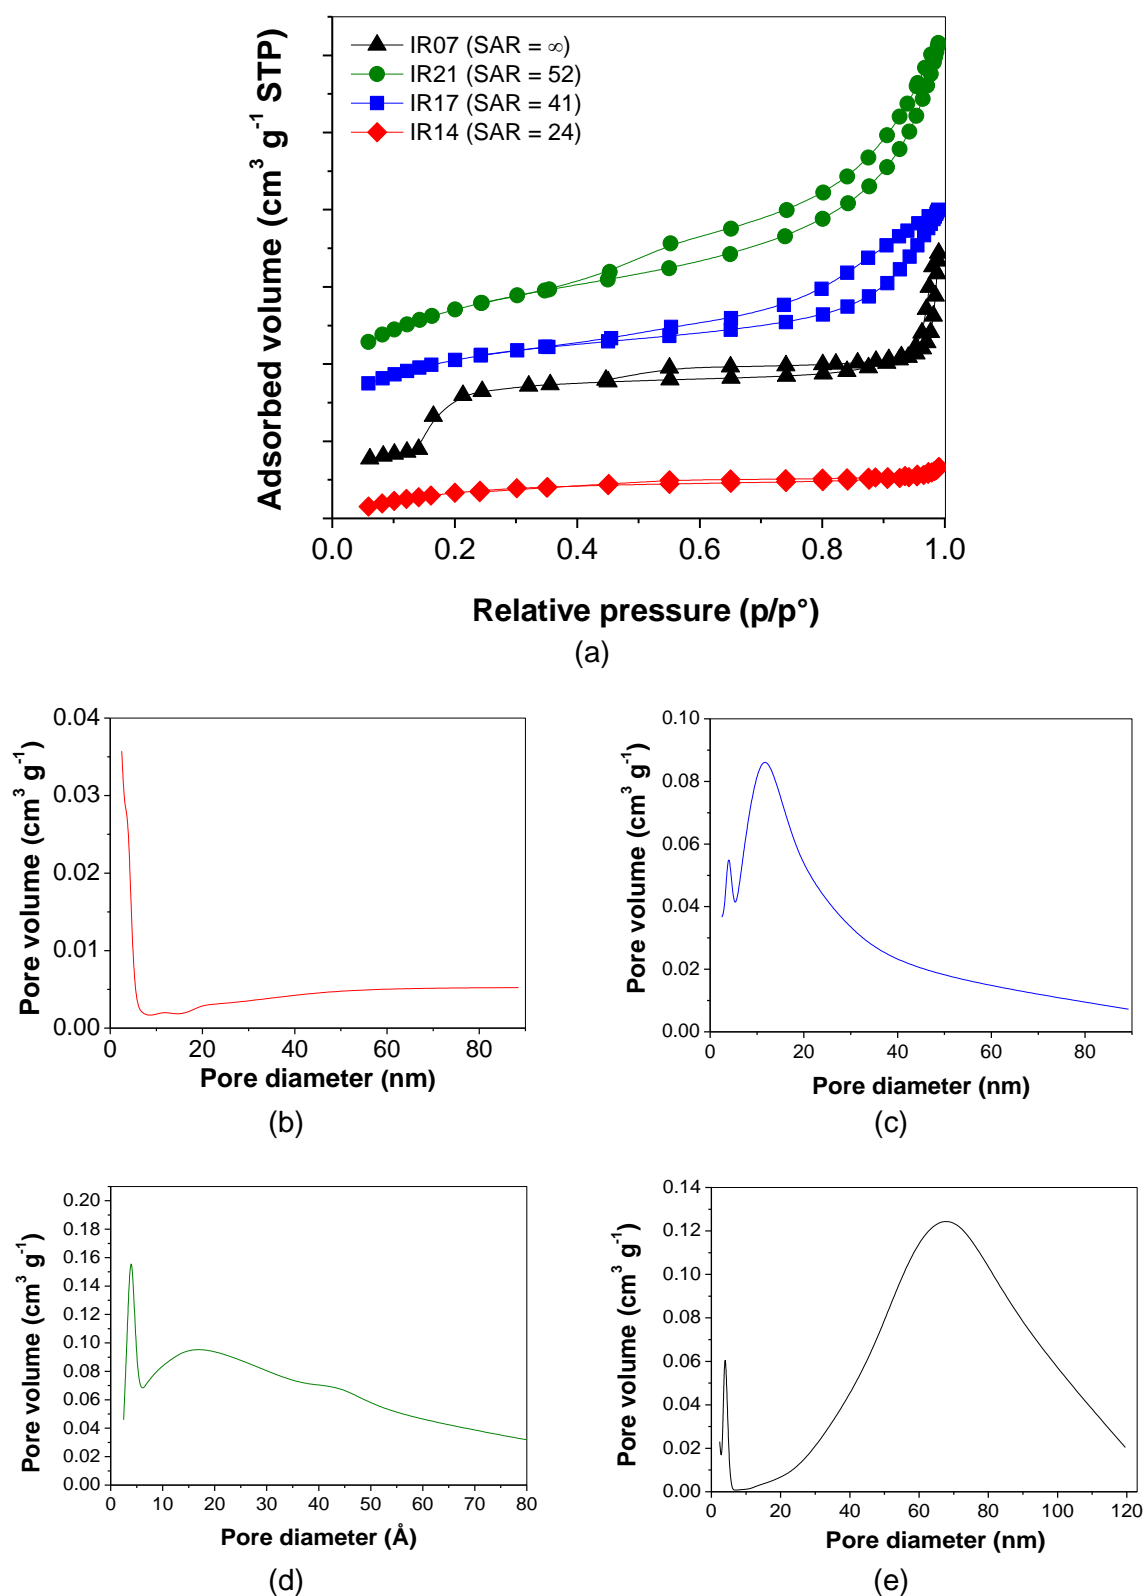 IR07 (SAR = ∞)
IR21 (SAR = 52)
IR17 (SAR = 41)
IR14 (SAR = 24)
Adsorbed volume (cm³ g⁻¹ STP)
0.0 0.2 0.4 0.6 0.8 1.0
Relative pressure (p/p°)
(a)
Pore volume (cm³ g⁻¹)
0.04
0.03
0.02
0.01
0.00
0 20 40 60 80
Pore diameter (nm)
(b)
Pore volume (cm³ g⁻¹)
0.10
0.08
0.06
0.04
0.02
0.00
0 20 40 60 80
Pore diameter (nm)
(c)
Pore volume (cm³ g⁻¹)
0.20
0.18
0.16
0.14
0.12
0.10
0.08
0.06
0.04
0.02
0.00
0 10 20 30 40 50 60 70 80
Pore diameter (Å)
(d)
Pore volume (cm³ g⁻¹)
0.14
0.12
0.10
0.08
0.06
0.04
0.02
0.00
0 20 40 60 80 100 120
Pore diameter (nm)
(e)